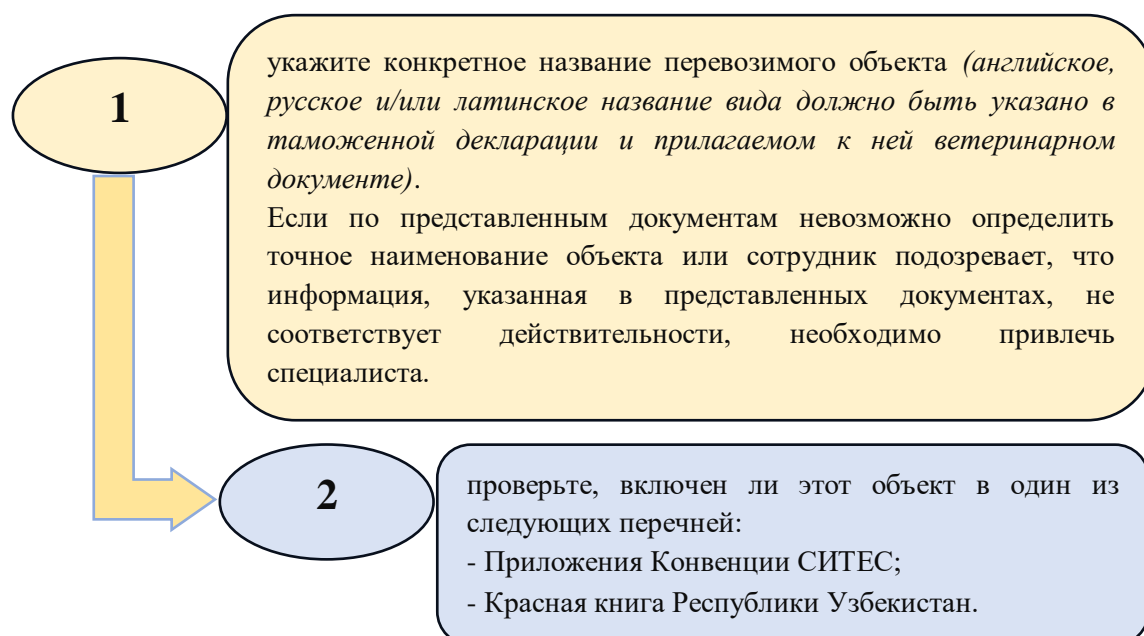 1
укажите конкретное название перевозимого объекта (английское,
русское и/или латинское название вида должно быть указано в
таможенной декларации и прилагаемом к ней ветеринарном
документе).
Если по представленным документам невозможно определить
точное наименование объекта или сотрудник подозревает, что
информация, указанная в представленных документах, не
соответствует действительности, необходимо привлечь
специалиста.
2
проверьте, включен ли этот объект в один из
следующих перечней:
- Приложения Конвенции СИТЕС;
- Красная книга Республики Узбекистан.